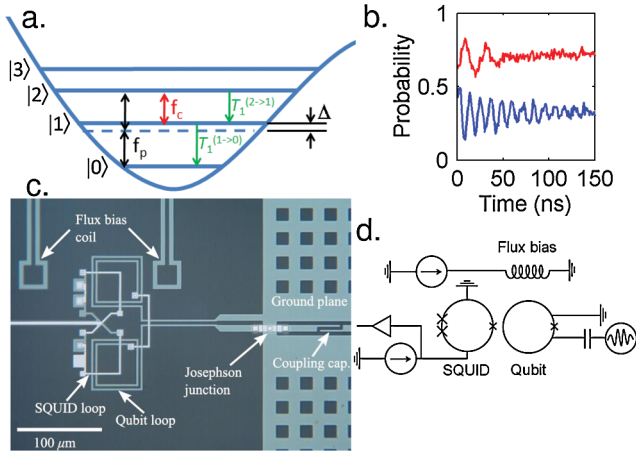 a.
|3⟩
|2⟩
|1⟩
|0⟩
f_c
f_p
T_1^(2->1)
T_1^(1->0)
Δ
b.
Probability
1
0.5
0
0 50 100 150
Time (ns)
c.
Flux bias
coil
Ground plane
Josephson
junction
Coupling cap.
SQUID loop
Qubit loop
100 μm
d.
Flux bias
SQUID
Qubit